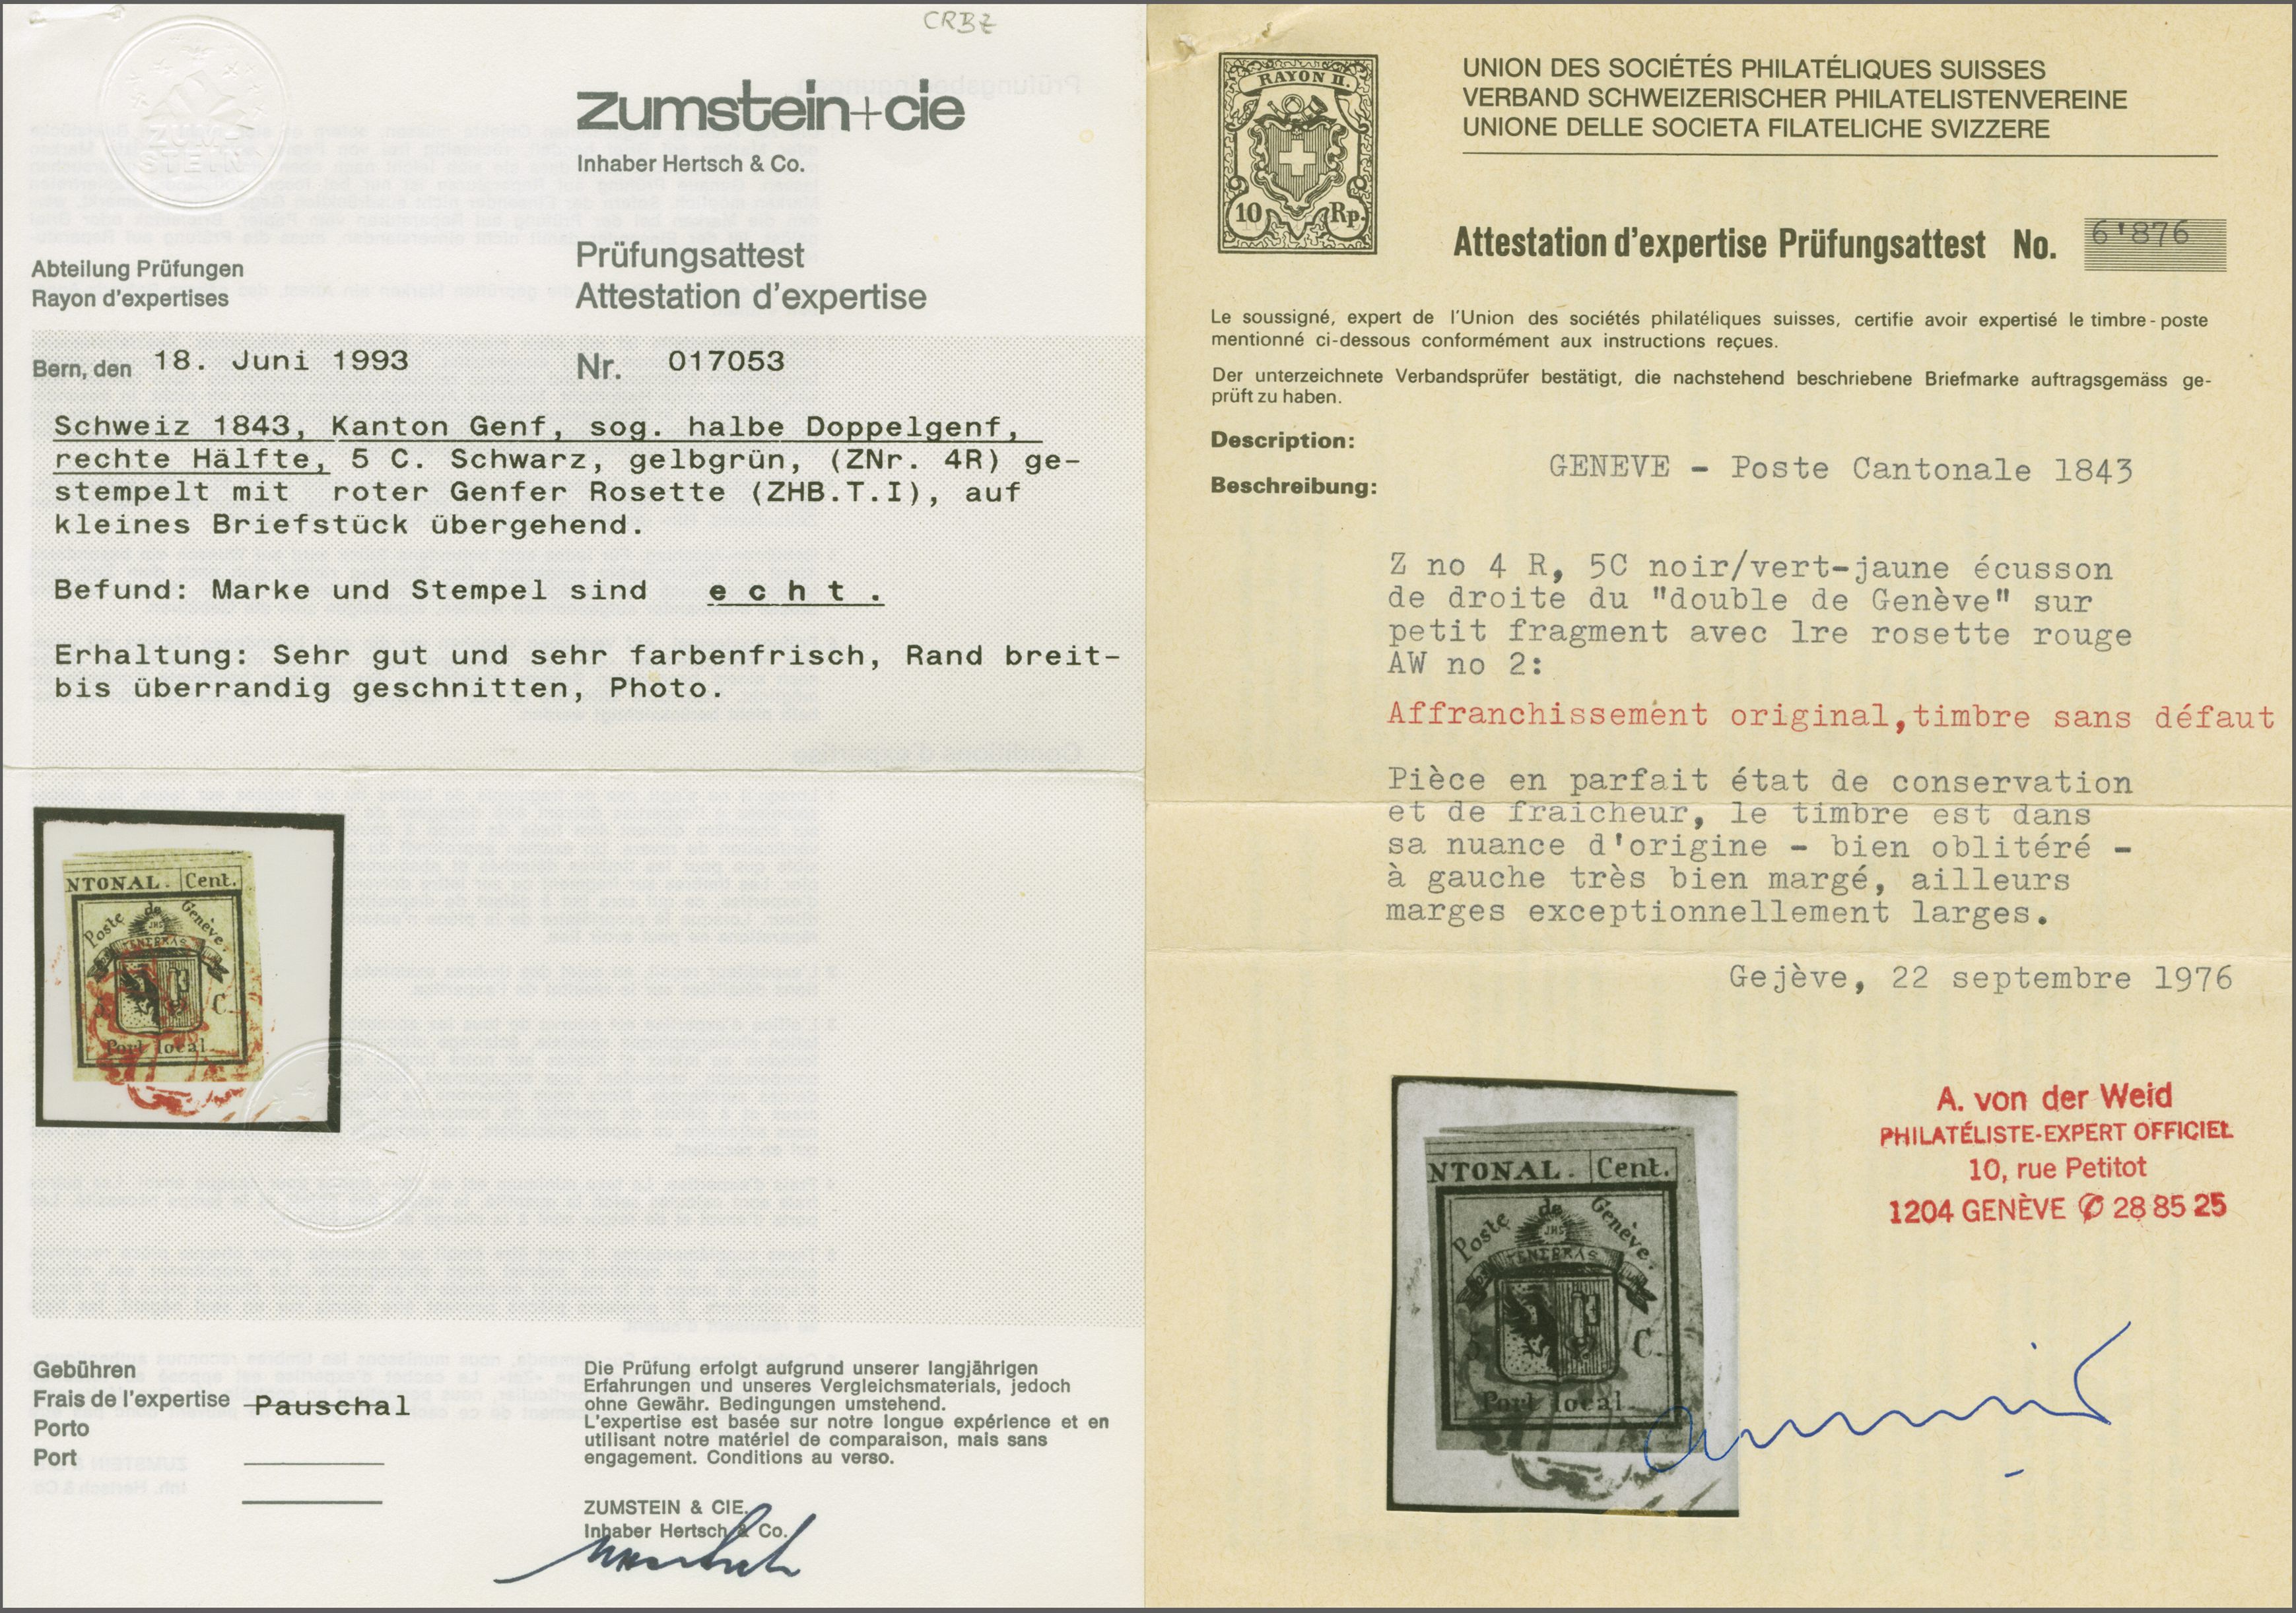 CRBZ
ZUM
STEIN
zumstein+cie
Inhaber Hertsch & Co.
Prüfungsattest
Attestation d'expertise
Abteilung Prüfungen
Rayon d'expertises
Bern, den 18. Juni 1993 Nr. 017053
Schweiz 1843, Kanton Genf, sog. halbe Doppelgenf,
rechte Hälfte, 5 C. Schwarz, gelbgrün, (ZNr. 4R) ge-
stempelt mit roter Genfer Rosette (ZHB.T.I), auf
kleines Briefstück übergehend.
Befund: Marke und Stempel sind e c h t .
Erhaltung: Sehr gut und sehr farbenfrisch, Rand breit-
bis überrandig geschnitten, Photo.
NTONAL. Cent.
Poste de Genève.
JHS
TENEBRAS
5 C.
Port local
Gebühren
Frais de l'expertise Pauschal
Porto
Port
Die Prüfung erfolgt aufgrund unserer langjährigen
Erfahrungen und unseres Vergleichsmaterials, jedoch
ohne Gewähr. Bedingungen umstehend.
L'expertise est basée sur notre longue expérience et en
utilisant notre matériel de comparaison, mais sans
engagement. Conditions au verso.
ZUMSTEIN & CIE.
Inhaber Hertsch & Co.
RAYON II.
10 Rp.
UNION DES SOCIÉTÉS PHILATÉLIQUES SUISSES
VERBAND SCHWEIZERISCHER PHILATELISTENVEREINE
UNIONE DELLE SOCIETA FILATELICHE SVIZZERE
Attestation d'expertise Prüfungsattest No. 6'876
Le soussigné, expert de l'Union des sociétés philatéliques suisses, certifie avoir expertisé le timbre-poste
mentionné ci-dessous conformément aux instructions reçues.
Der unterzeichnete Verbandsprüfer bestätigt, die nachstehend beschriebene Briefmarke auftragsgemäss ge-
prüft zu haben.
Description:
Beschreibung:
GENEVE - Poste Cantonale 1843
Z no 4 R, 5C noir/vert-jaune écusson
de droite du "double de Genève" sur
petit fragment avec lre rosette rouge
AW no 2:
Affranchissement original,timbre sans défaut
Pièce en parfait état de conservation
et de fraicheur, le timbre est dans
sa nuance d'origine - bien oblitéré -
à gauche très bien margé, ailleurs
marges exceptionnellement larges.
Gejève, 22 septembre 1976
A. von der Weid
PHILATÉLISTE-EXPERT OFFICIEL
10, rue Petitot
1204 GENÈVE ✆ 28 85 25
NTONAL. Cent.
Poste de Genève.
JHS
TENEBRAS
5 C.
Port local